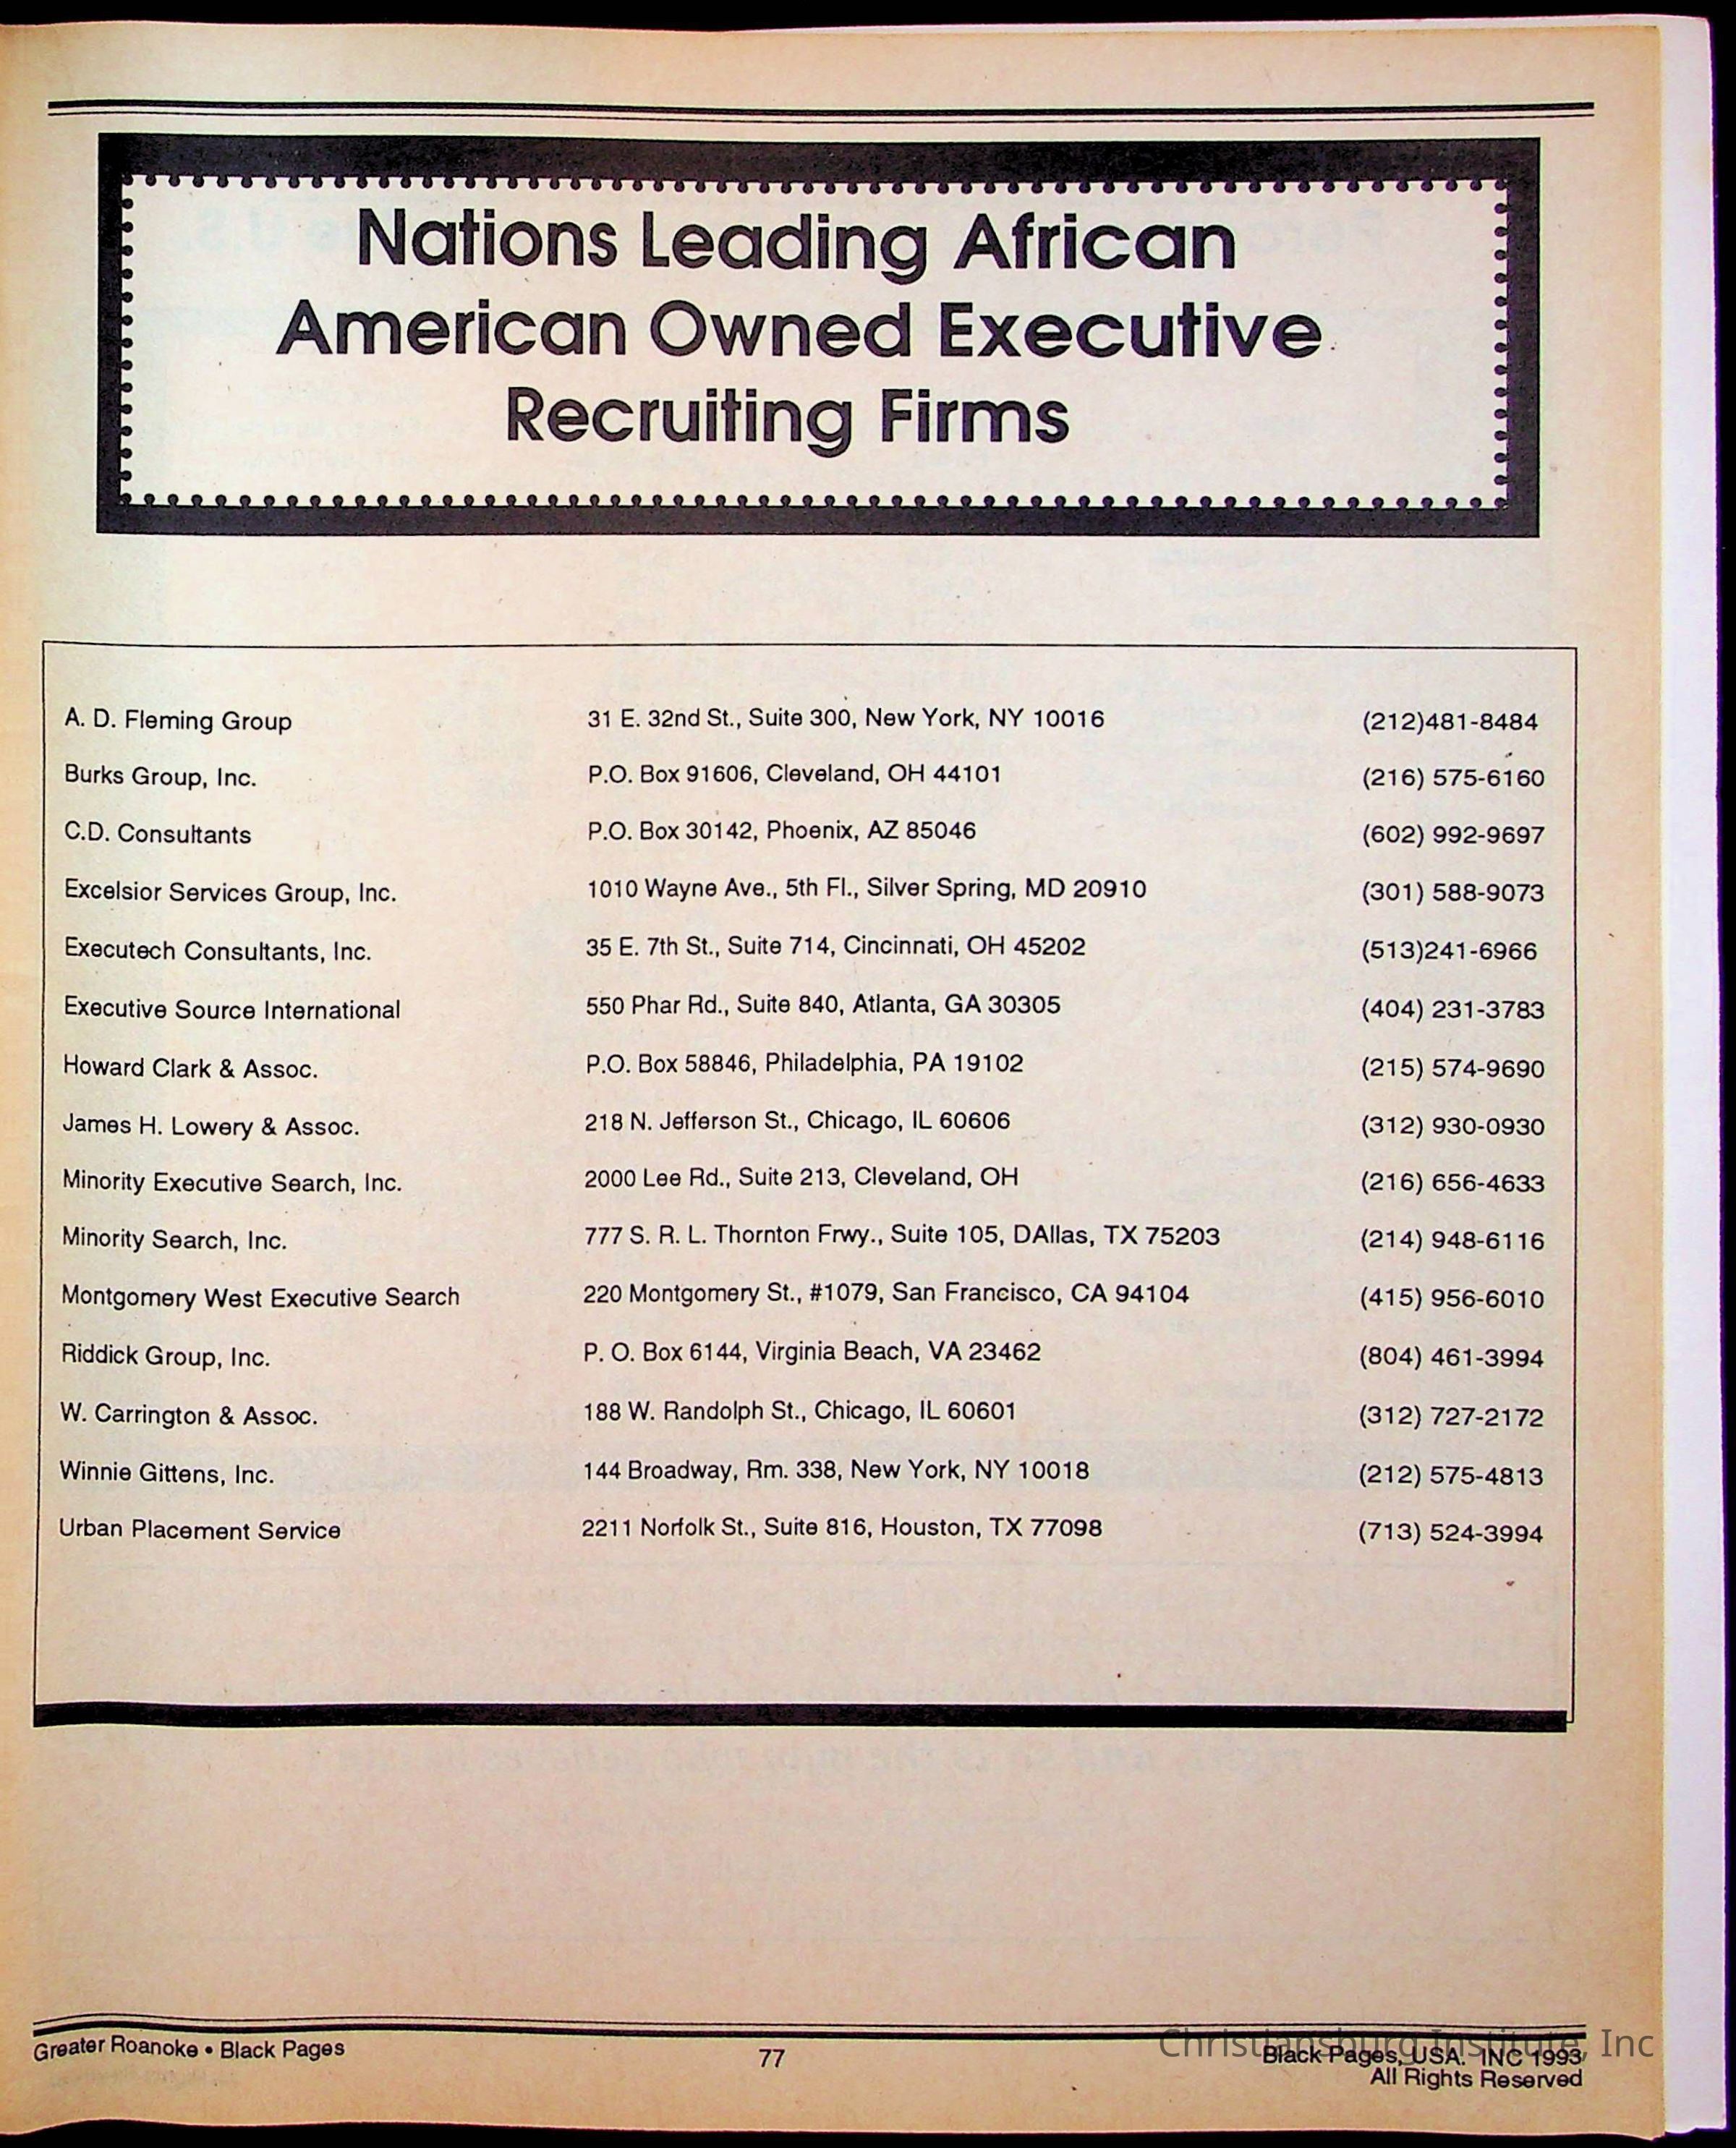 Nations Leading African
American Owned Executive
Recruiting Firms
A. D. Fleming Group 31 E. 32nd St., Suite 300, New York, NY 10016 (212)481-8484
Burks Group, Inc. P.O. Box 91606, Cleveland, OH 44101 (216) 575-6160
C.D. Consultants P.O. Box 30142, Phoenix, AZ 85046 (602) 992-9697
Excelsior Services Group, Inc. 1010 Wayne Ave., 5th Fl., Silver Spring, MD 20910 (301) 588-9073
Executech Consultants, Inc. 35 E. 7th St., Suite 714, Cincinnati, OH 45202 (513)241-6966
Executive Source International 550 Phar Rd., Suite 840, Atlanta, GA 30305 (404) 231-3783
Howard Clark & Assoc. P.O. Box 58846, Philadelphia, PA 19102 (215) 574-9690
James H. Lowery & Assoc. 218 N. Jefferson St., Chicago, IL 60606 (312) 930-0930
Minority Executive Search, Inc. 2000 Lee Rd., Suite 213, Cleveland, OH (216) 656-4633
Minority Search, Inc. 777 S. R. L. Thornton Frwy., Suite 105, DAllas, TX 75203 (214) 948-6116
Montgomery West Executive Search 220 Montgomery St., #1079, San Francisco, CA 94104 (415) 956-6010
Riddick Group, Inc. P. O. Box 6144, Virginia Beach, VA 23462 (804) 461-3994
W. Carrington & Assoc. 188 W. Randolph St., Chicago, IL 60601 (312) 727-2172
Winnie Gittens, Inc. 144 Broadway, Rm. 338, New York, NY 10018 (212) 575-4813
Urban Placement Service 2211 Norfolk St., Suite 816, Houston, TX 77098 (713) 524-3994
Christiansburg Institute, Inc
Greater Roanoke • Black Pages 77 Black Pages, USA. INC 1993
All Rights Reserved